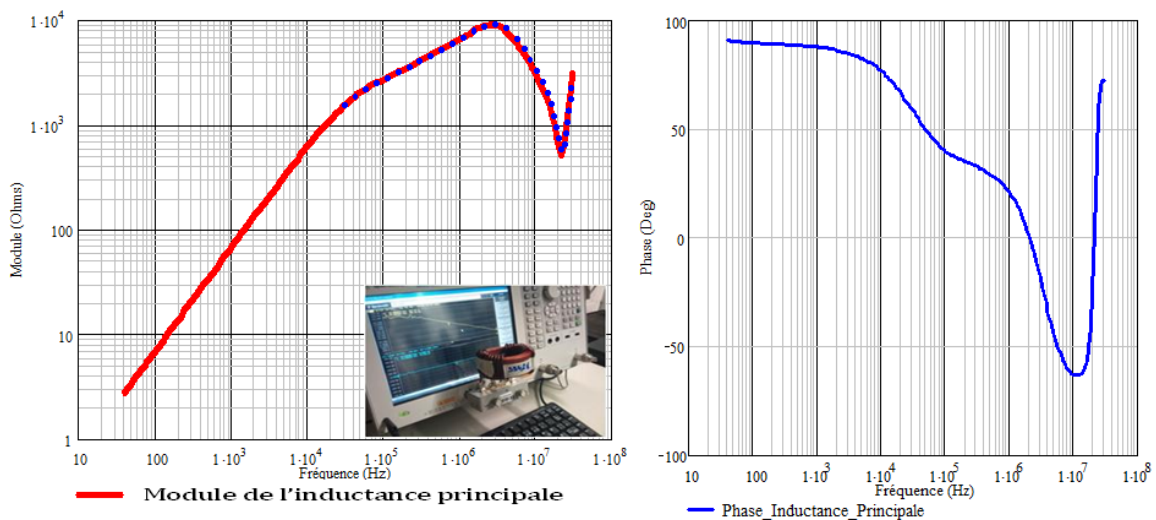 1·10⁴
1·10³
100
10
1
Module (Ohms)
10 100 1·10³ 1·10⁴ 1·10⁵ 1·10⁶ 1·10⁷ 1·10⁸
Fréquence (Hz)
Module de l'inductance principale
100
50
0
−50
−100
Phase (Deg)
10 100 1·10³ 1·10⁴ 1·10⁵ 1·10⁶ 1·10⁷ 1·10⁸
Fréquence (Hz)
Phase_Inductance_Principale